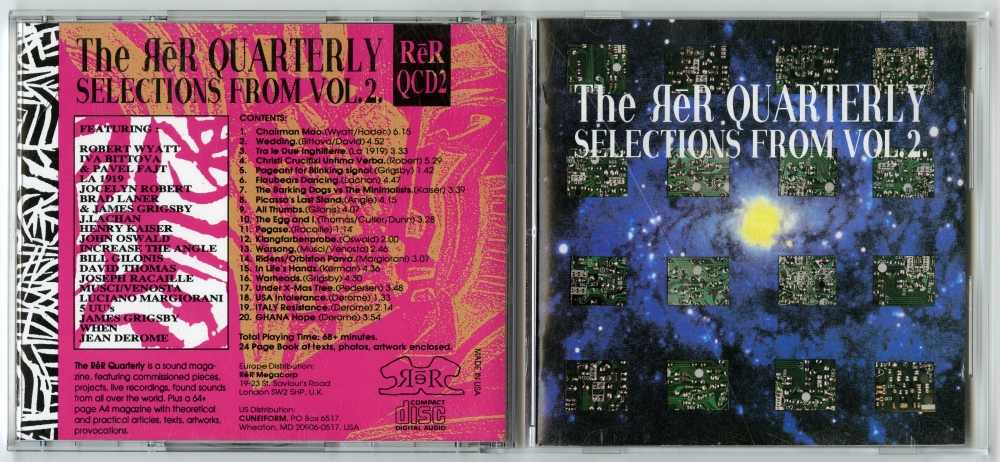 The ЯēR QUARTERLY
SELECTIONS FROM VOL.2.
RēR
QCD2
FEATURING :
ROBERT WYATT
IVA BITTOVA
& PAVEL FAJT
LA 1919
JOCELYN ROBERT
BRAD LANER
& JAMES GRIGSBY
J.LACHAN
HENRY KAISER
JOHN OSWALD
INCREASE THE ANGLE
BILL GILONIS
DAVID THOMAS
JOSEPH RACAILLE
MUSCI/VENOSTA
LUCIANO MARGIORANI
5 UU's
JAMES GRIGSBY
WHEN
JEAN DEROME
CONTENTS:
1. Chairman Mao.(Wyatt/Haden) 6.15
2. Wedding.(Bittova/David) 4.52
3. Tra le Due Inghilterre.(La 1919) 3.33
4. Christi Crucifixi Untima Verba.(Robert) 5.29
5. Pageant for Blinking signal.(Grigsby) 1.42
6. Flaubers Dancing.(Lachan) 4.47
7. The Barking Dogs vs The Minimalists.(Kaiser) 3.39
8. Picasso's Last Stand.(Angle) 4.15
9. All Thumbs.(Gilonis) 4.07
10. The Egg and I.(Thomas/Cutler/Dunn) 3.28
11. Pegase.(Racaille) 1.14
12. Klangfarbenprobe.(Oswald) 2.00
13. Warsong.(Musci/Venosta) 2.46
14. Ridens/Orbiston Parva.(Margiorani) 3.07
15. In Life's Hands.(Kerman) 4.36
16. Warheads.(Grigsby) 4.30
17. Under X-Mas Tree.(Pedersen) 3.48
18. USA Intolerance.(Derome) 1.33
19. ITALY Resistance.(Derome) 2.14
20. GHANA Hope.(Derome) 3.54
Total Playing Time: 68+ minutes.
24 Page Book of texts, photos, artwork enclosed.
The RēR Quarterly is a sound maga-
zine, featuring commissioned pieces,
projects, live recordings, found sounds
from all over the world. Plus a 64+
page A4 magazine with theoretical
and practical articles, texts, artworks,
provocations.
Europe Distribution:
RēR Megacorp
19-23 St. Saviour's Road
London SW2 5HP, U.K.
US Distribution:
CUNEIFORM, PO Box 6517,
Wheaton, MD 20906-0517, USA
ЯēR
MADE IN USA
COMPACT
disc
DIGITAL AUDIO
The ЯēR QUARTERLY
SELECTIONS FROM VOL.2.